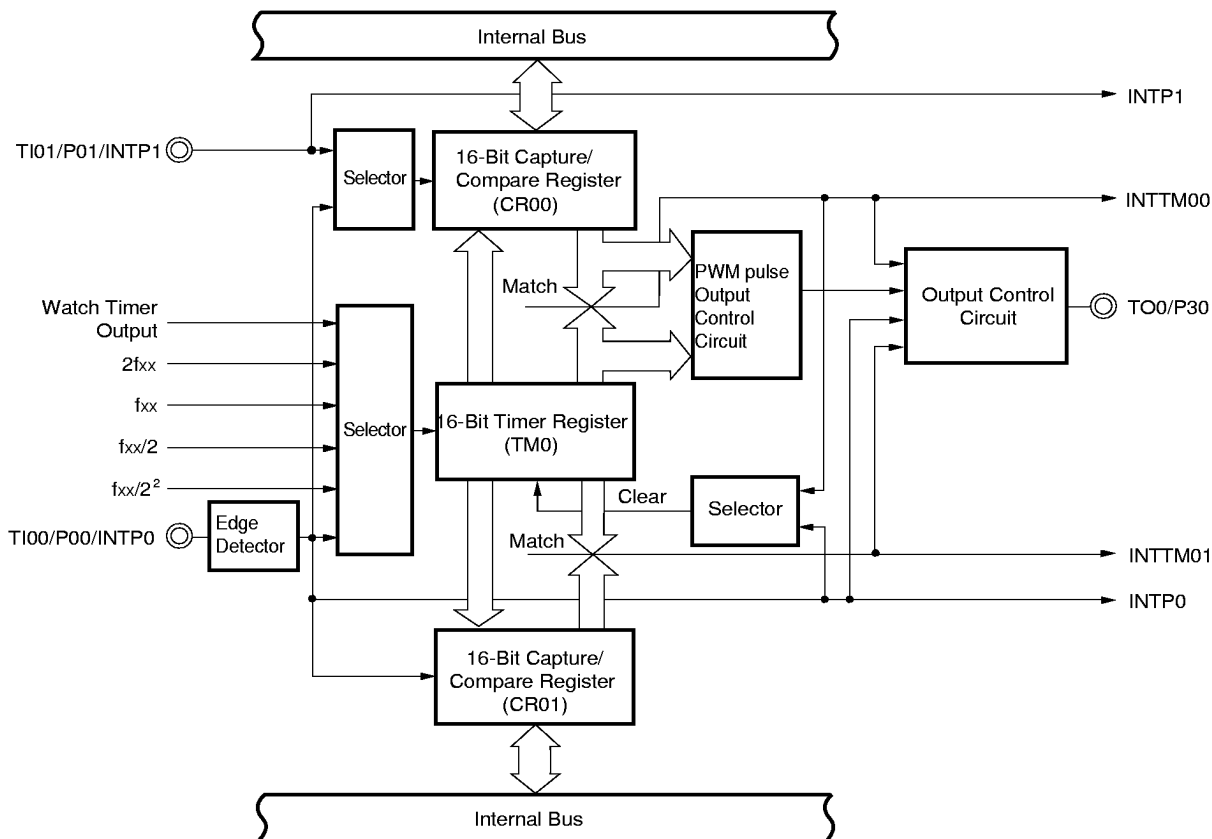 Internal Bus
INTP1
TI01/P01/INTP1
Selector
16-Bit Capture/
Compare Register
(CR00)
INTTM00
PWM pulse
Output
Control
Circuit
Output Control
Circuit
TO0/P30
Match
Watch Timer
Output
2fxx
fxx
fxx/2
fxx/2²
Selector
16-Bit Timer Register
(TM0)
Clear
Selector
TI00/P00/INTP0
Edge
Detector
Match
INTTM01
INTP0
16-Bit Capture/
Compare Register
(CR01)
Internal Bus